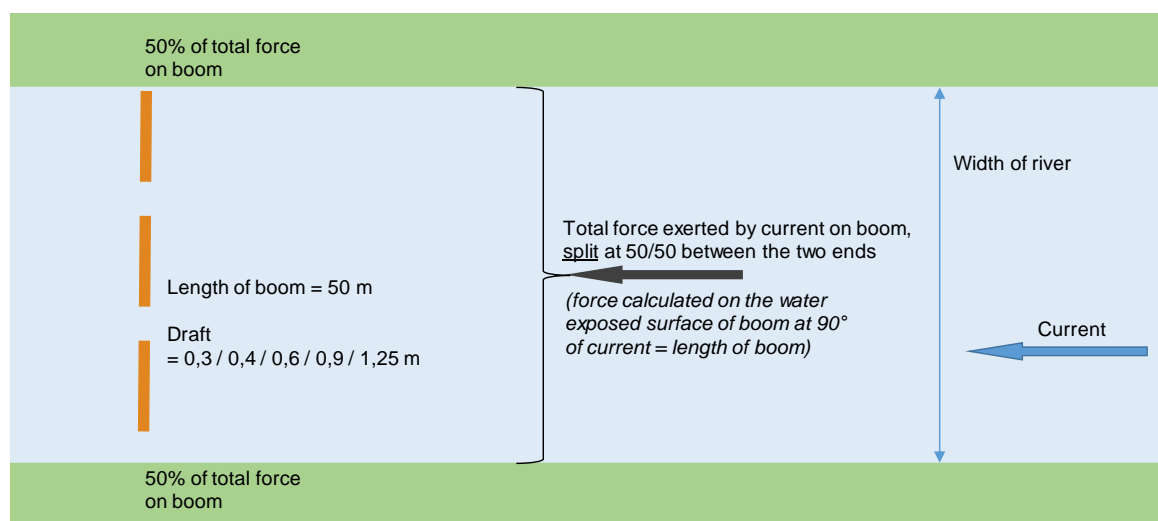 50% of total force
on boom
Width of river
Total force exerted by current on boom,
split at 50/50 between the two ends
Length of boom = 50 m
(force calculated on the water
exposed surface of boom at 90°
of current = length of boom)
Draft
= 0,3 / 0,4 / 0,6 / 0,9 / 1,25 m
Current
50% of total force
on boom